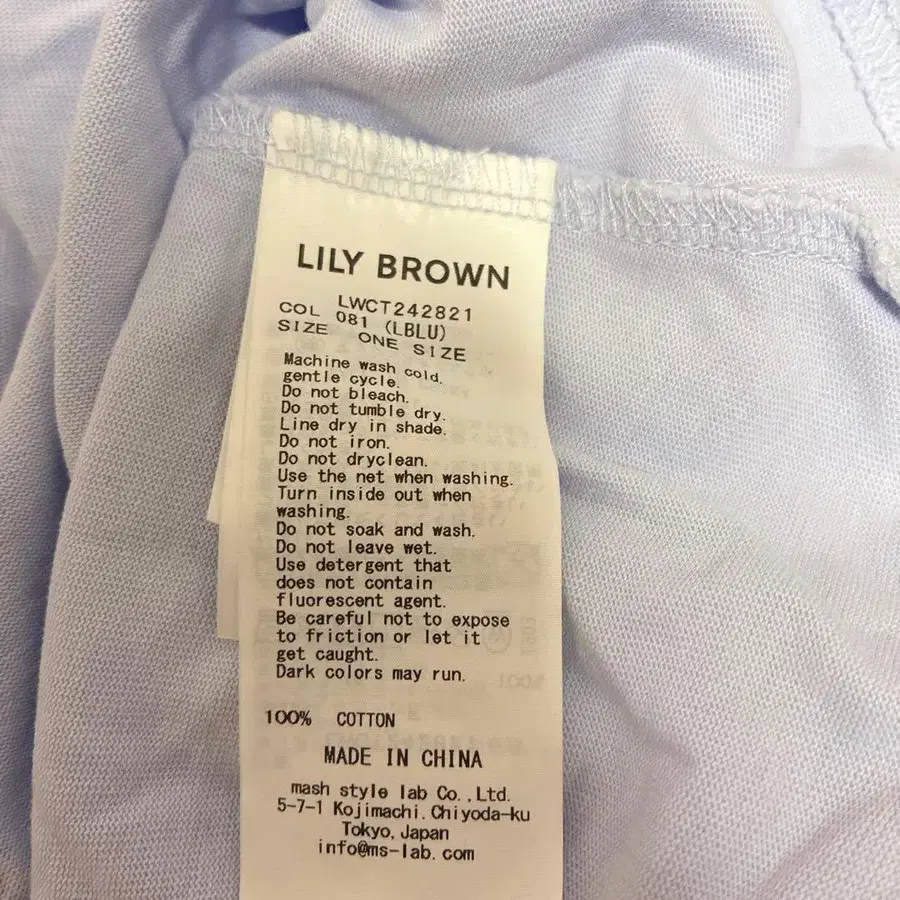 LILY BROWN
LWCT242821
COL 081 (LBLU)
SIZE ONE SIZE
Machine wash cold.
gentle cycle.
Do not bleach.
Do not tumble dry.
Line dry in shade.
Do not iron.
Do not dryclean.
Use the net when washing.
Turn inside out when
washing.
Do not soak and wash.
Do not leave wet.
Use detergent that
does not contain
fluorescent agent.
Be careful not to expose
to friction or let it
get caught.
Dark colors may run.
100% COTTON
MADE IN CHINA
mash style lab Co.,Ltd.
5-7-1 Kojimachi.Chiyoda-ku
Tokyo,Japan
info@ms-lab.com